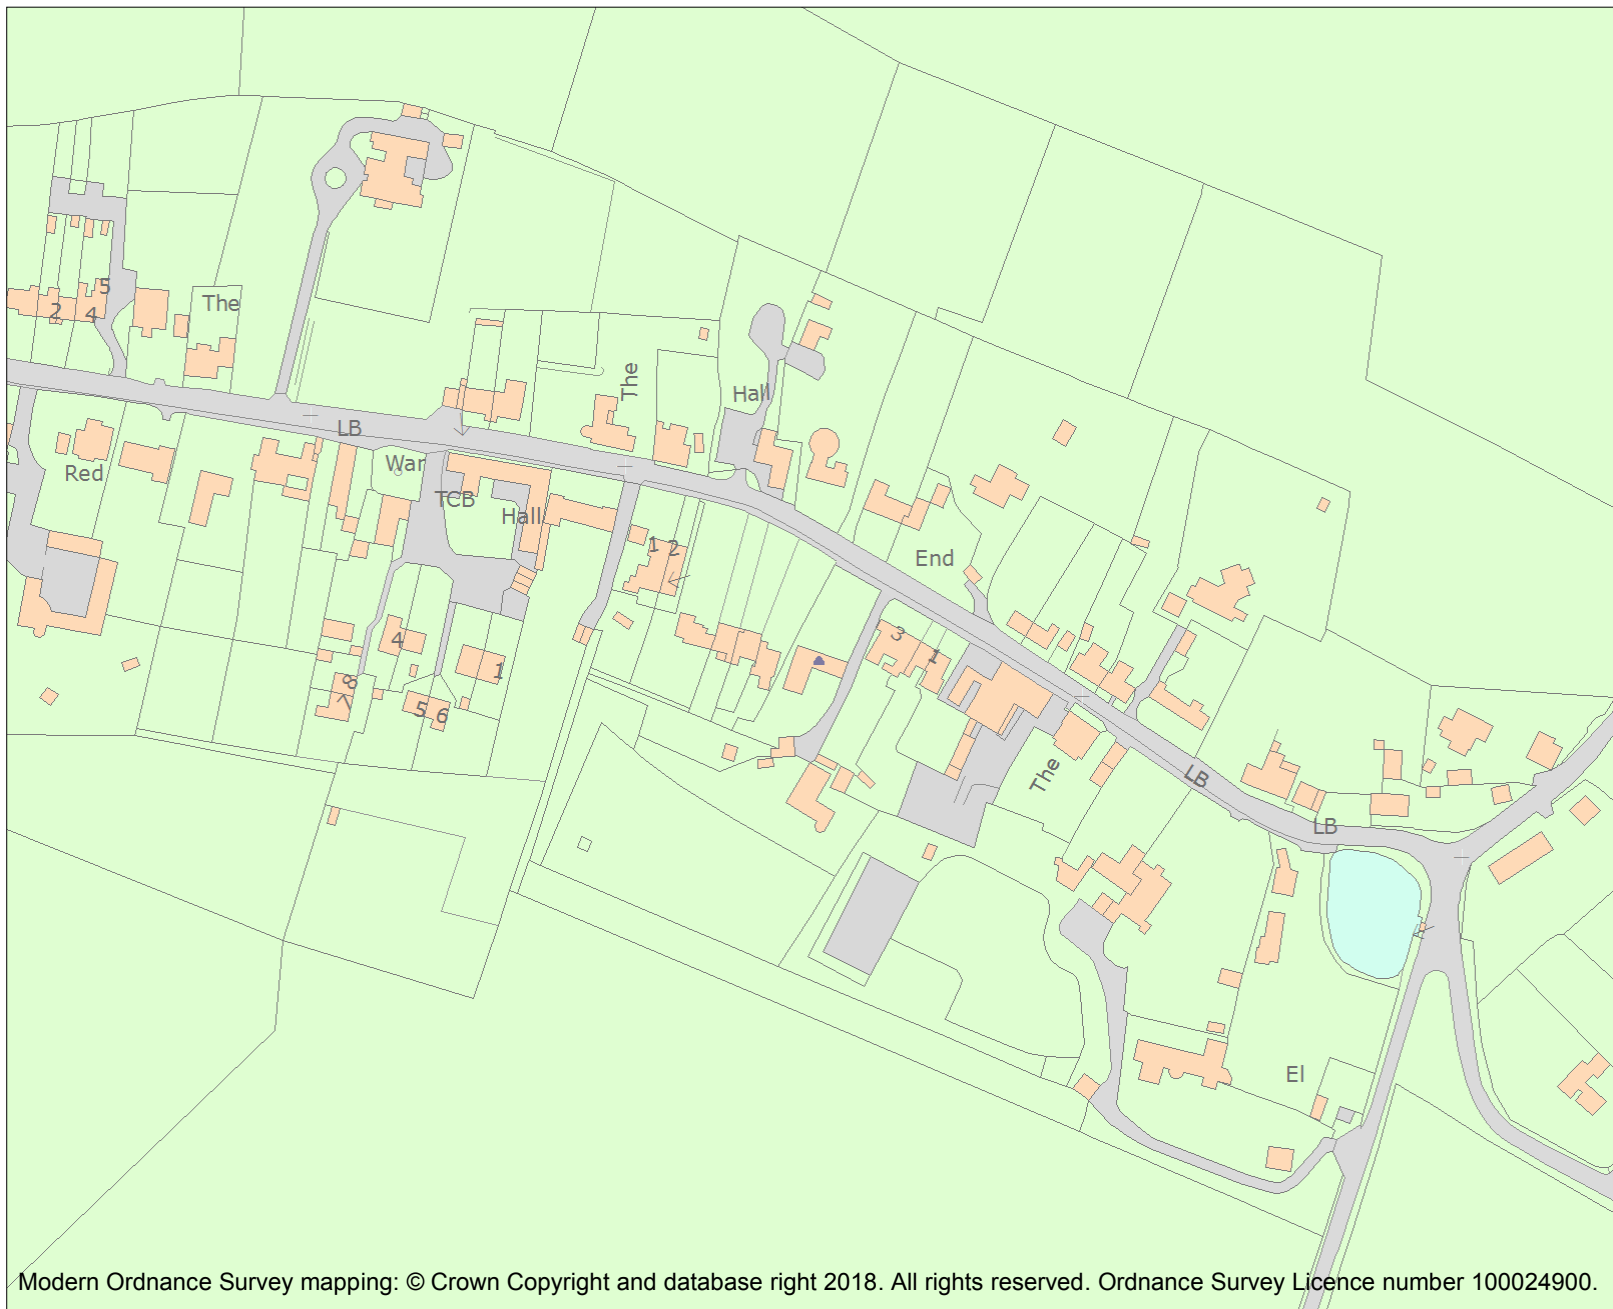 5
2
4
The
The
Hall
LB
War
Red
TCB
Hall
1
2
End
3
4
1
1
8
7
5
6
The
LB
LB
El
Modern Ordnance Survey mapping: © Crown Copyright and database right 2018. All rights reserved. Ordnance Survey Licence number 100024900.